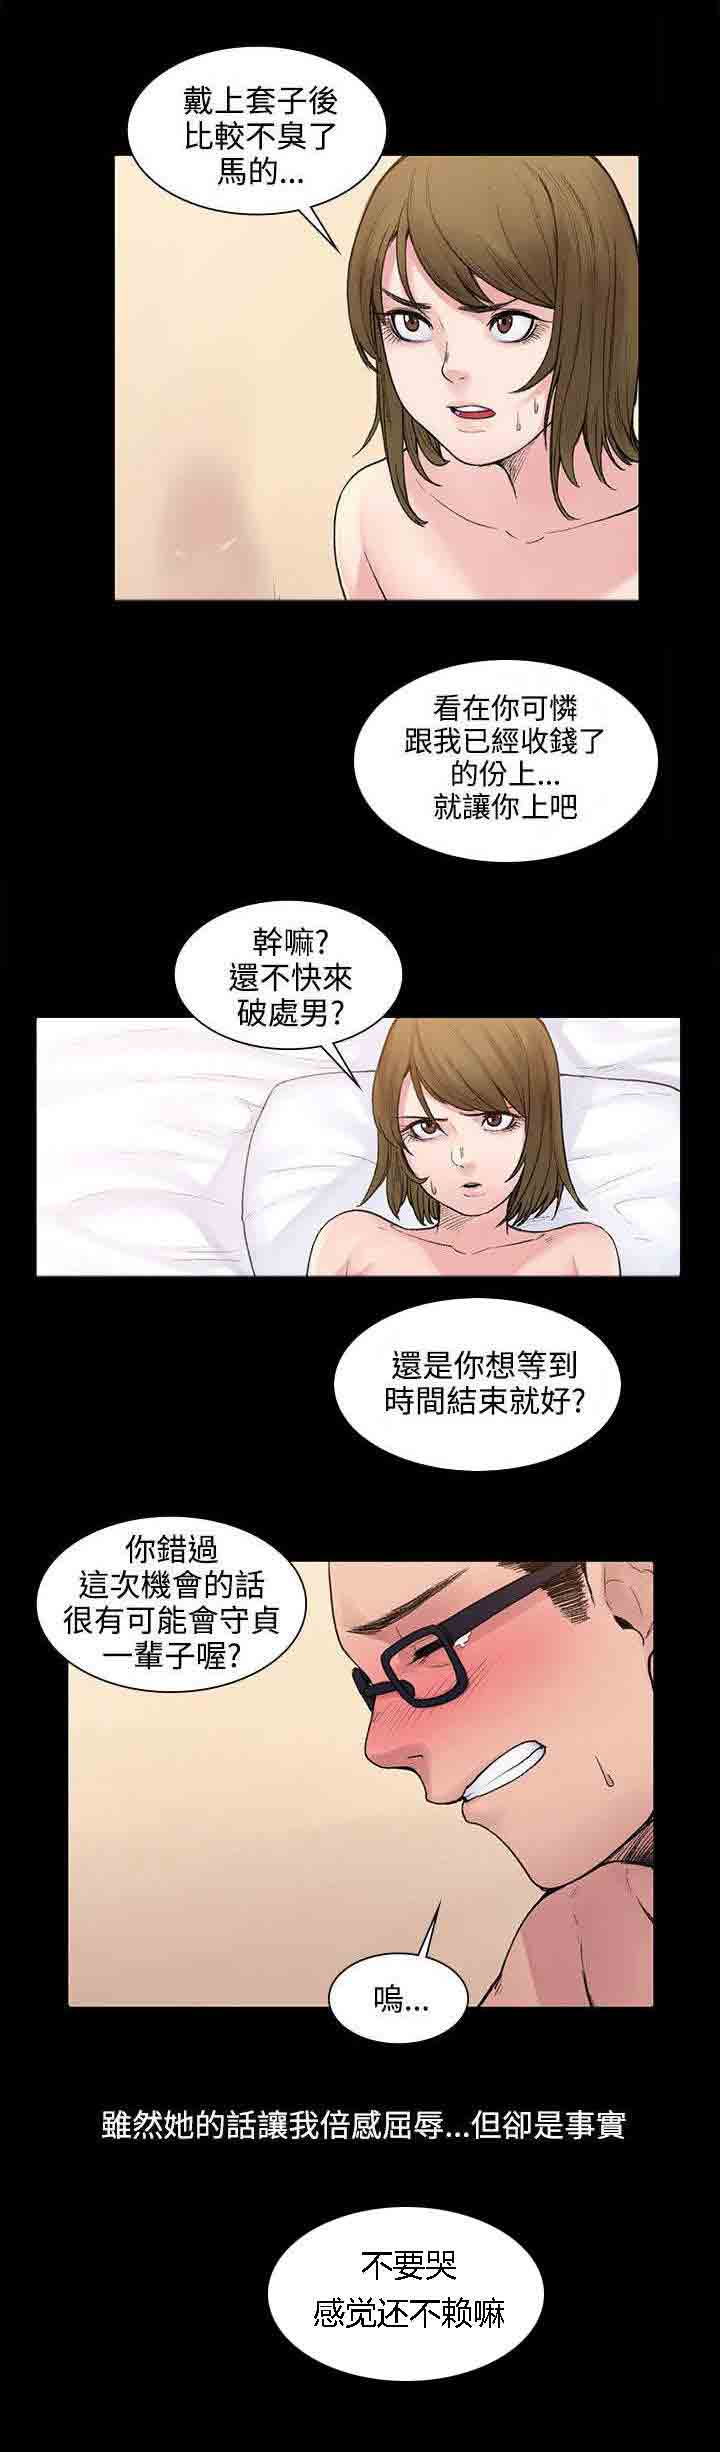 戴上套子後
比較不臭了
馬的...
看在你可憐
跟我已經收錢了
的份上...
就讓你上吧
幹嘛?
還不快來
破處男?
還是你想等到
時間結束就好?
你錯過
這次機會的話
很有可能會守貞
一輩子喔?
嗚...
雖然她的話讓我倍感屈辱...但卻是事實
不要哭
感觉还不赖嘛